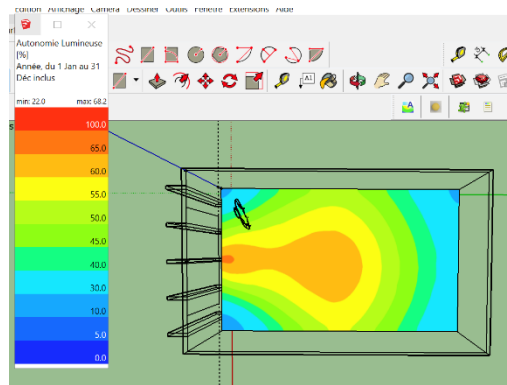 Edition Affichage Caméra Dessiner Outils Fenêtre Extensions Aide
Autonomie Lumineuse
[%]
Année, du 1 Jan au 31
Déc inclus
min: 22.0 max: 68.2
100.0
65.0
60.0
55.0
50.0
45.0
40.0
30.0
10.0
5.0
0.0
A1